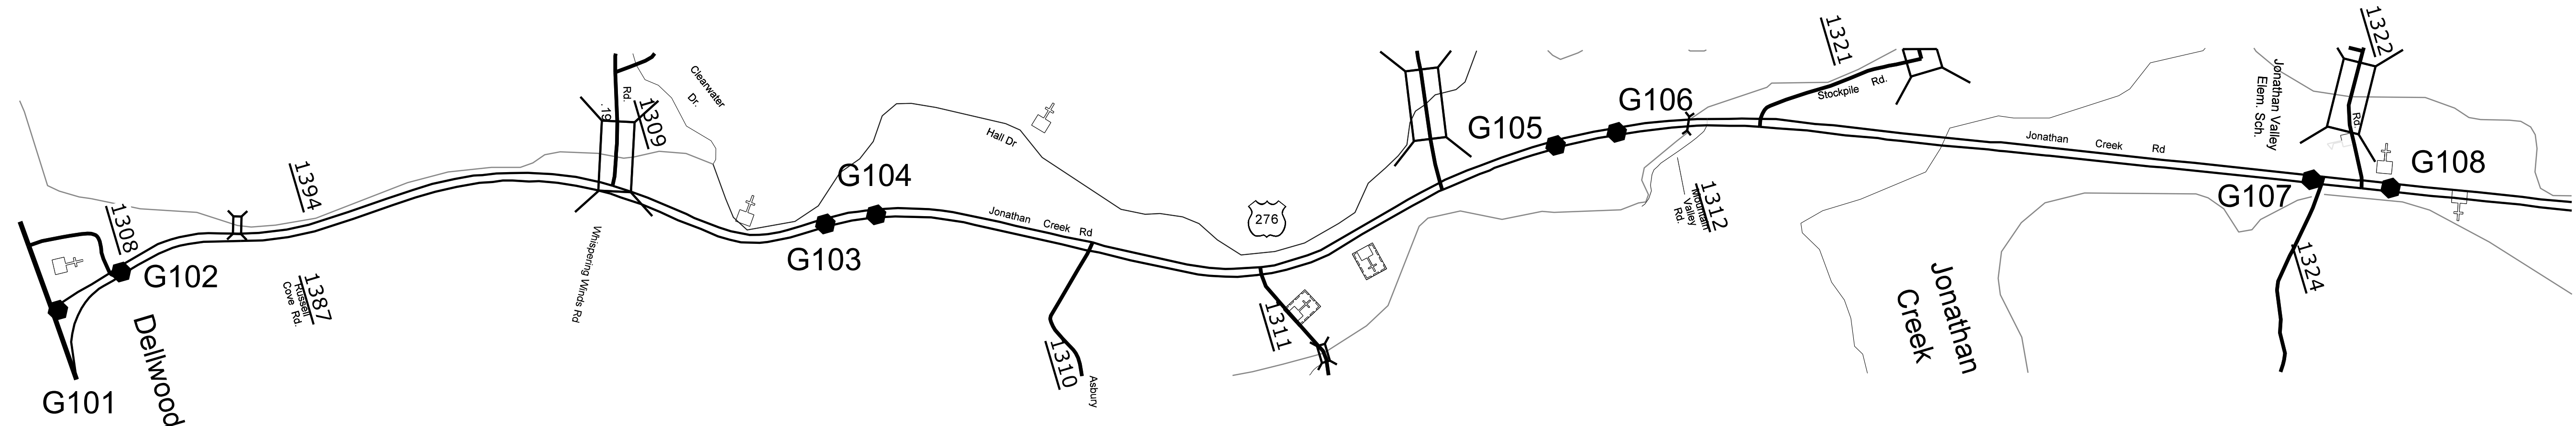 1321
1322
Clearwater
Dr.
Rd.
.19
1309
Jonathan Valley
Elem. Sch.
Stockpile Rd.
G106
G105
Rd
Hall Dr
Jonathan Creek Rd
G108
G104
1394
1312
Mountain
Valley
Rd.
G107
1308
276
Jonathan Creek Rd
G103
G102
Whispering Winds Rd
1387
Russell
Cove Rd.
1324
Jonathan
Creek
1311
1310
Asbury
Dellwood
G101